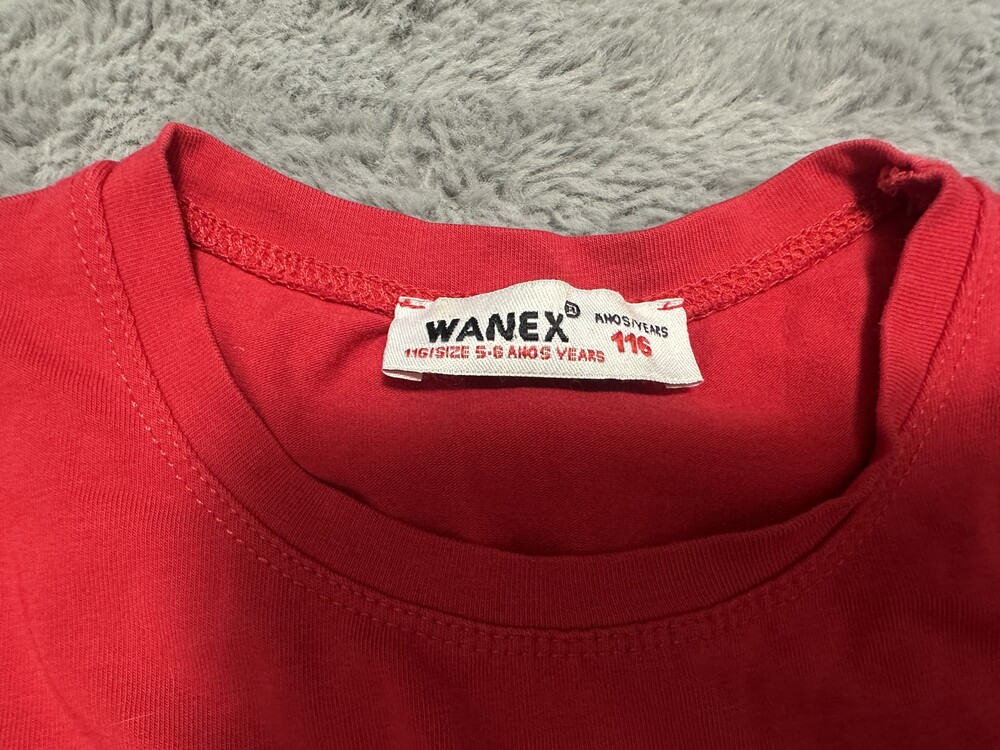 WANEX
ANOS/YEARS
116
116/SIZE 5-6 ANOS YEARS